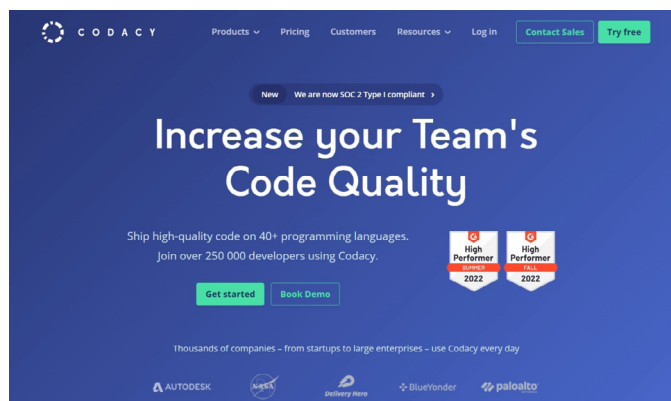 CODACY
Products
Pricing
Customers
Resources
Log in
Contact Sales
Try free
New We are now SOC 2 Type I compliant
Increase your Team's
Code Quality
Ship high-quality code on 40+ programming languages.
Join over 250 000 developers using Codacy.
G
High
Performer
SUMMER
2022
G
High
Performer
FALL
2022
Get started
Book Demo
Thousands of companies – from startups to large enterprises – use Codacy every day
AUTODESK
NASA
Delivery Hero
BlueYonder
paloalto